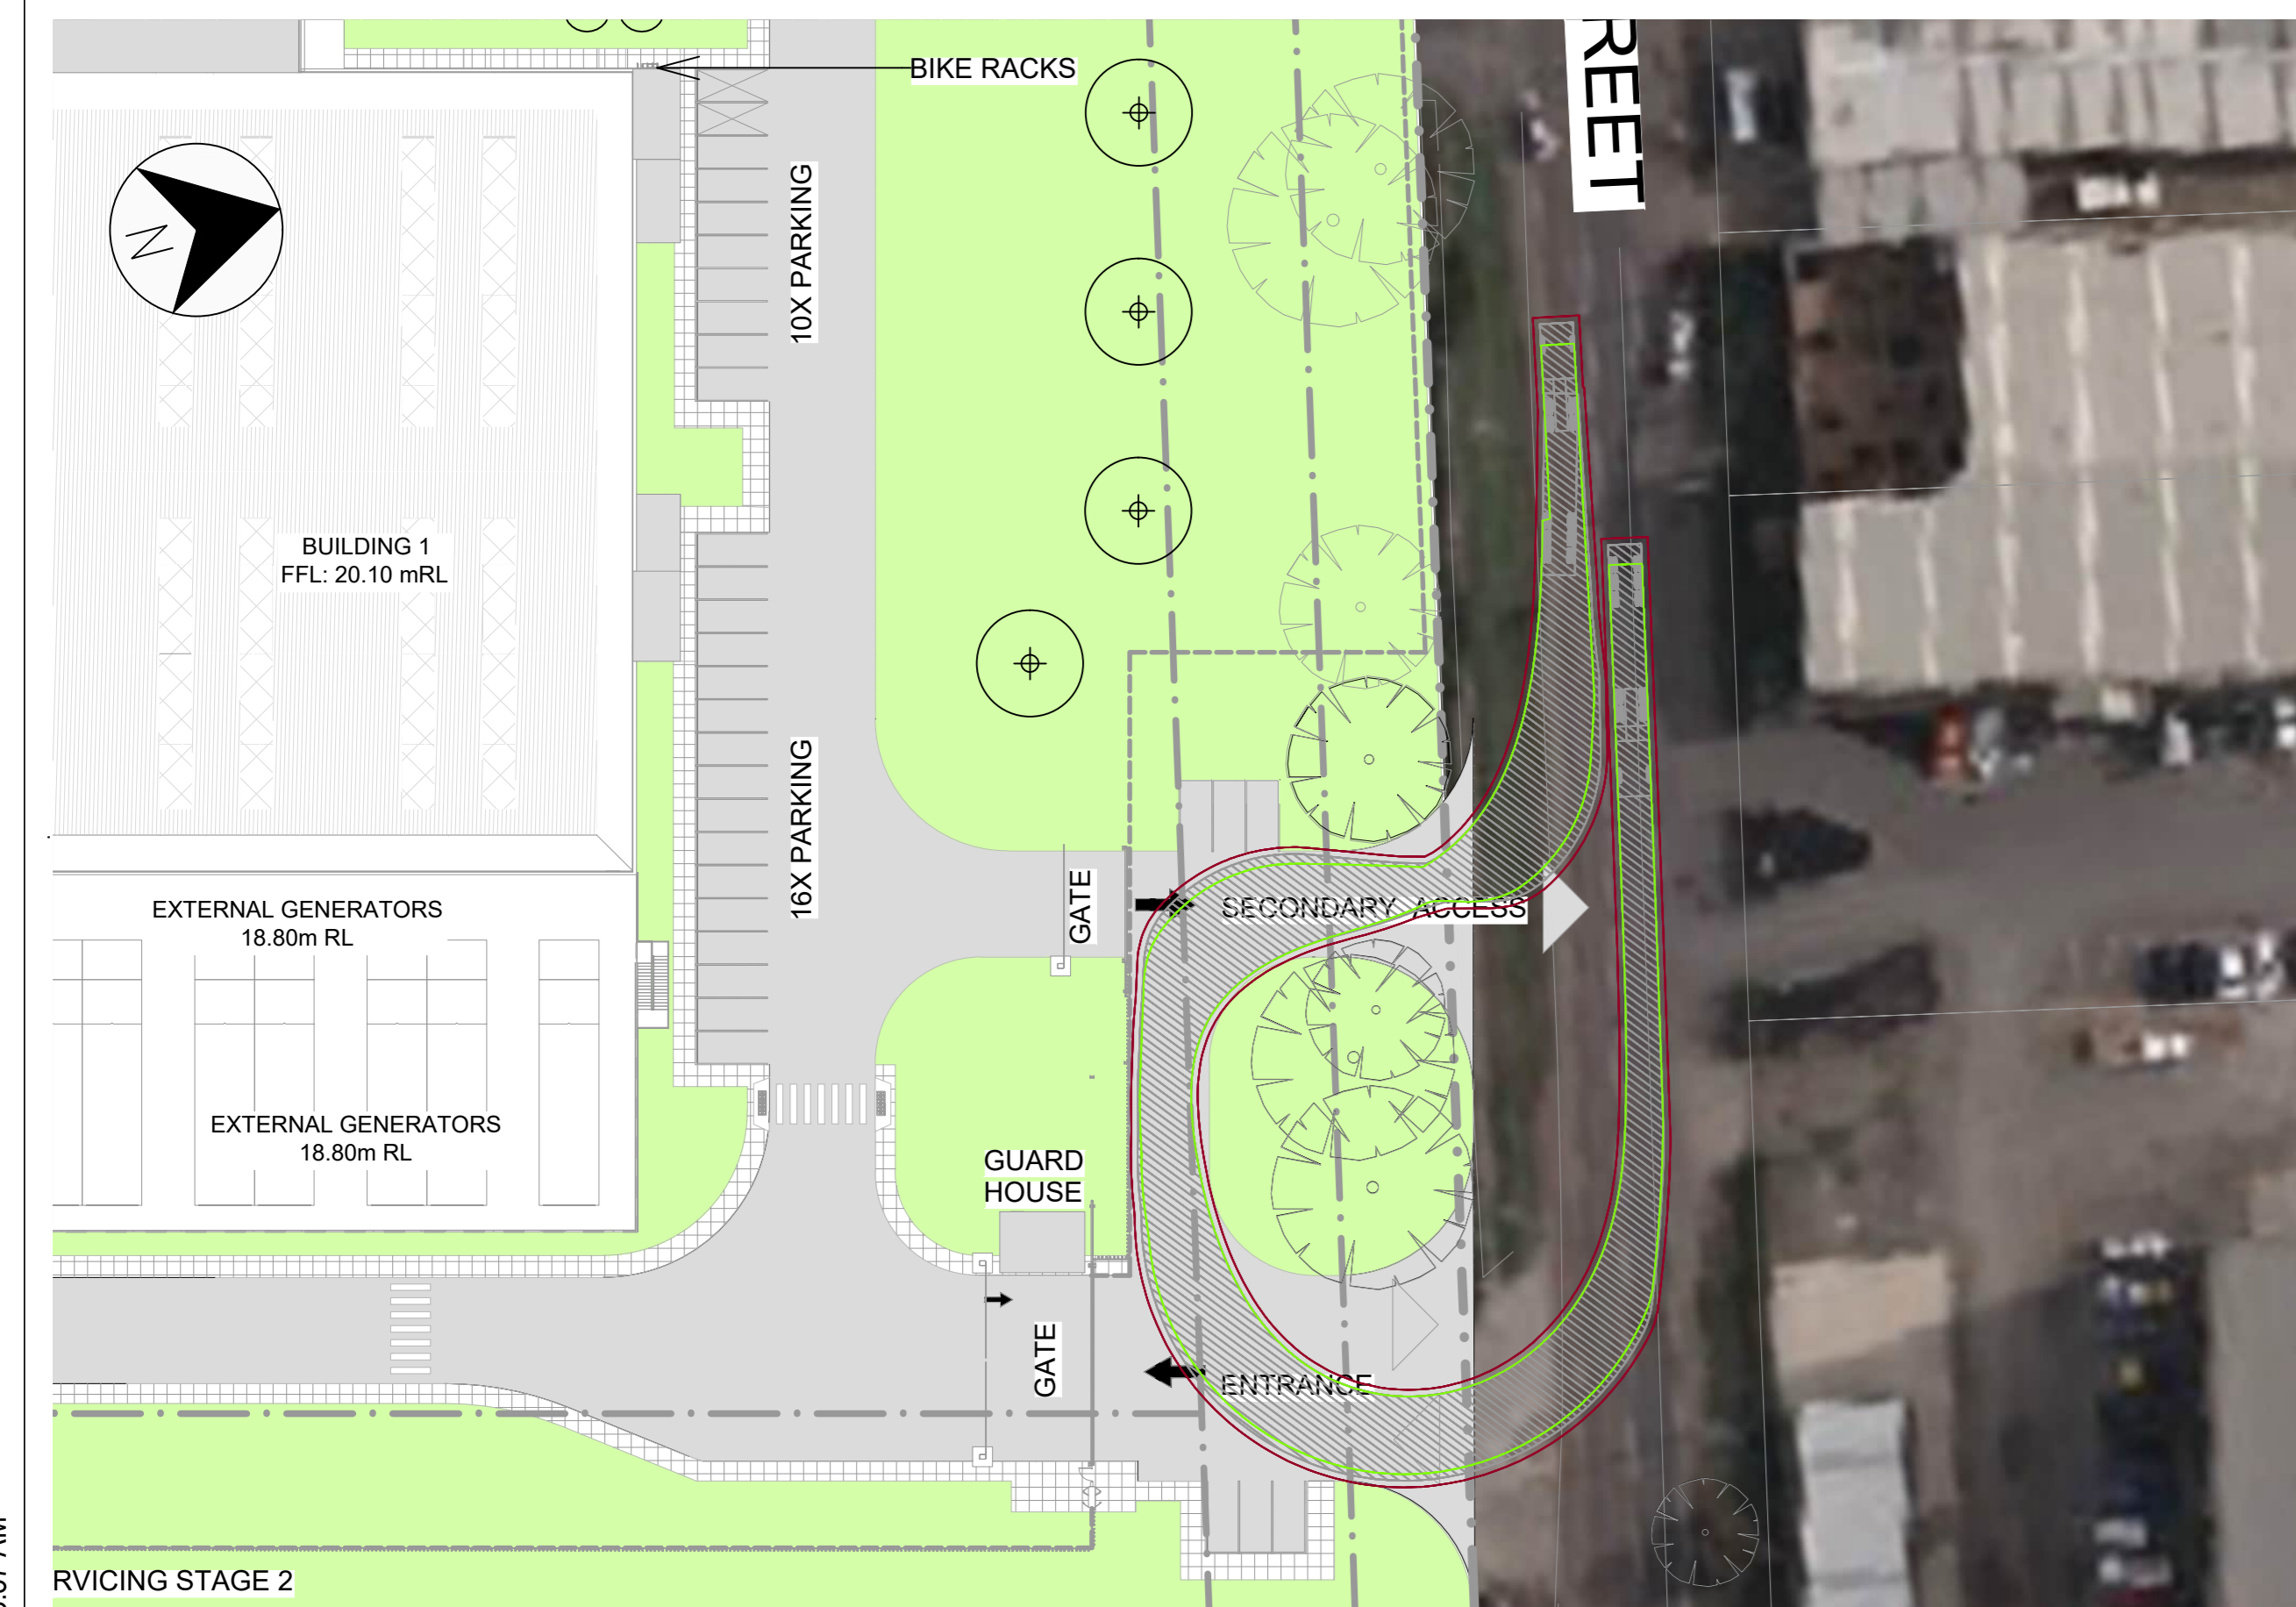 REET
BIKE RACKS
10X PARKING
N
BUILDING 1
FFL: 20.10 mRL
16X PARKING
GATE
SECONDARY ACCESS
EXTERNAL GENERATORS
18.80m RL
EXTERNAL GENERATORS
18.80m RL
GUARD
HOUSE
GATE
ENTRANCE
RVICING STAGE 2
AM